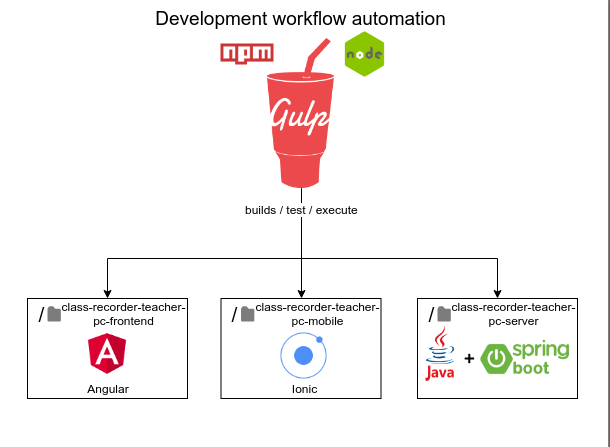 Development workflow automation
npm
node
Gulp
builds / test / execute
/ class-recorder-teacher-
pc-frontend
Angular
/ class-recorder-teacher-
pc-mobile
Ionic
/ class-recorder-teacher-
pc-server
Java + spring
boot